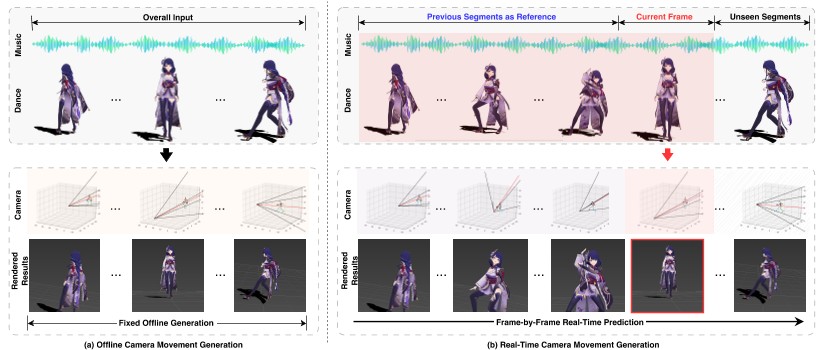 Overall Input
Music
Dance
Camera
Rendered
Results
Fixed Offline Generation
(a) Offline Camera Movement Generation
Previous Segments as Reference
Current Frame
Unseen Segments
Music
Dance
Camera
Rendered
Results
Frame-by-Frame Real-Time Prediction
(b) Real-Time Camera Movement Generation